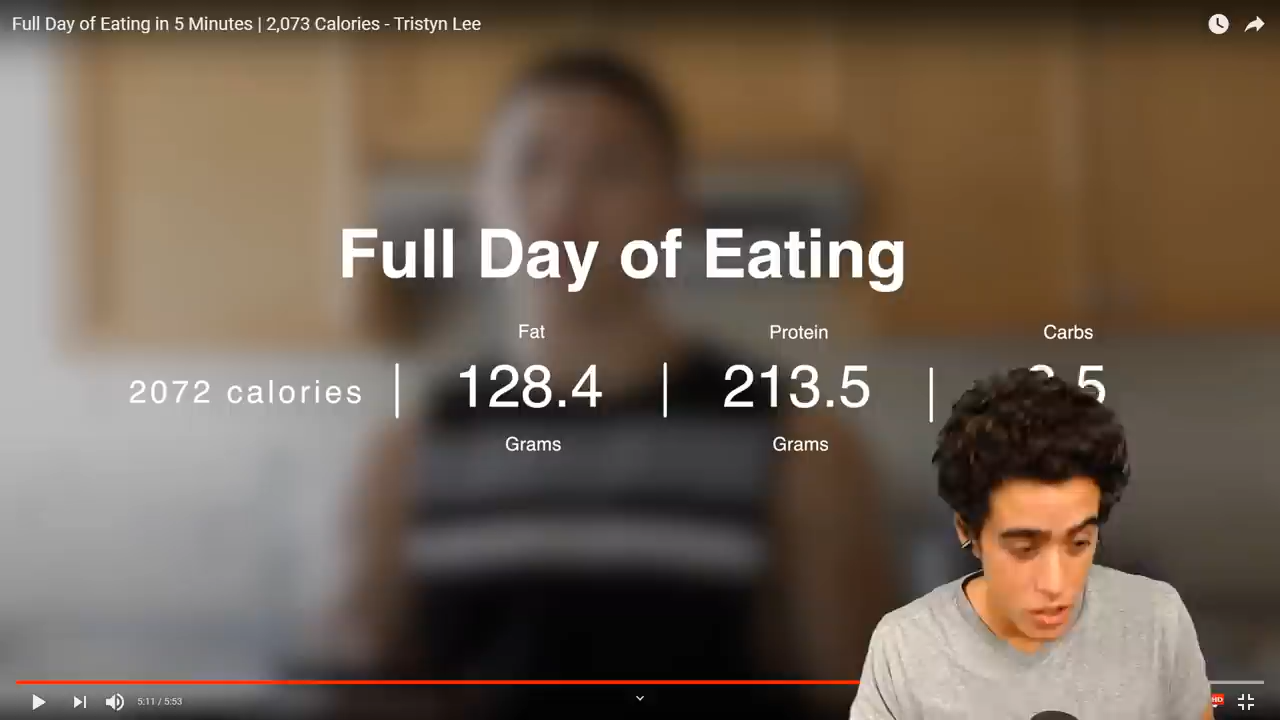 Full Day of Eating in 5 Minutes | 2,073 Calories - Tristyn Lee
Full Day of Eating
Fat
Protein
Carbs
2072 calories | 128.4 | 213.5 |
Grams
Grams
5:11 / 5:53
HD